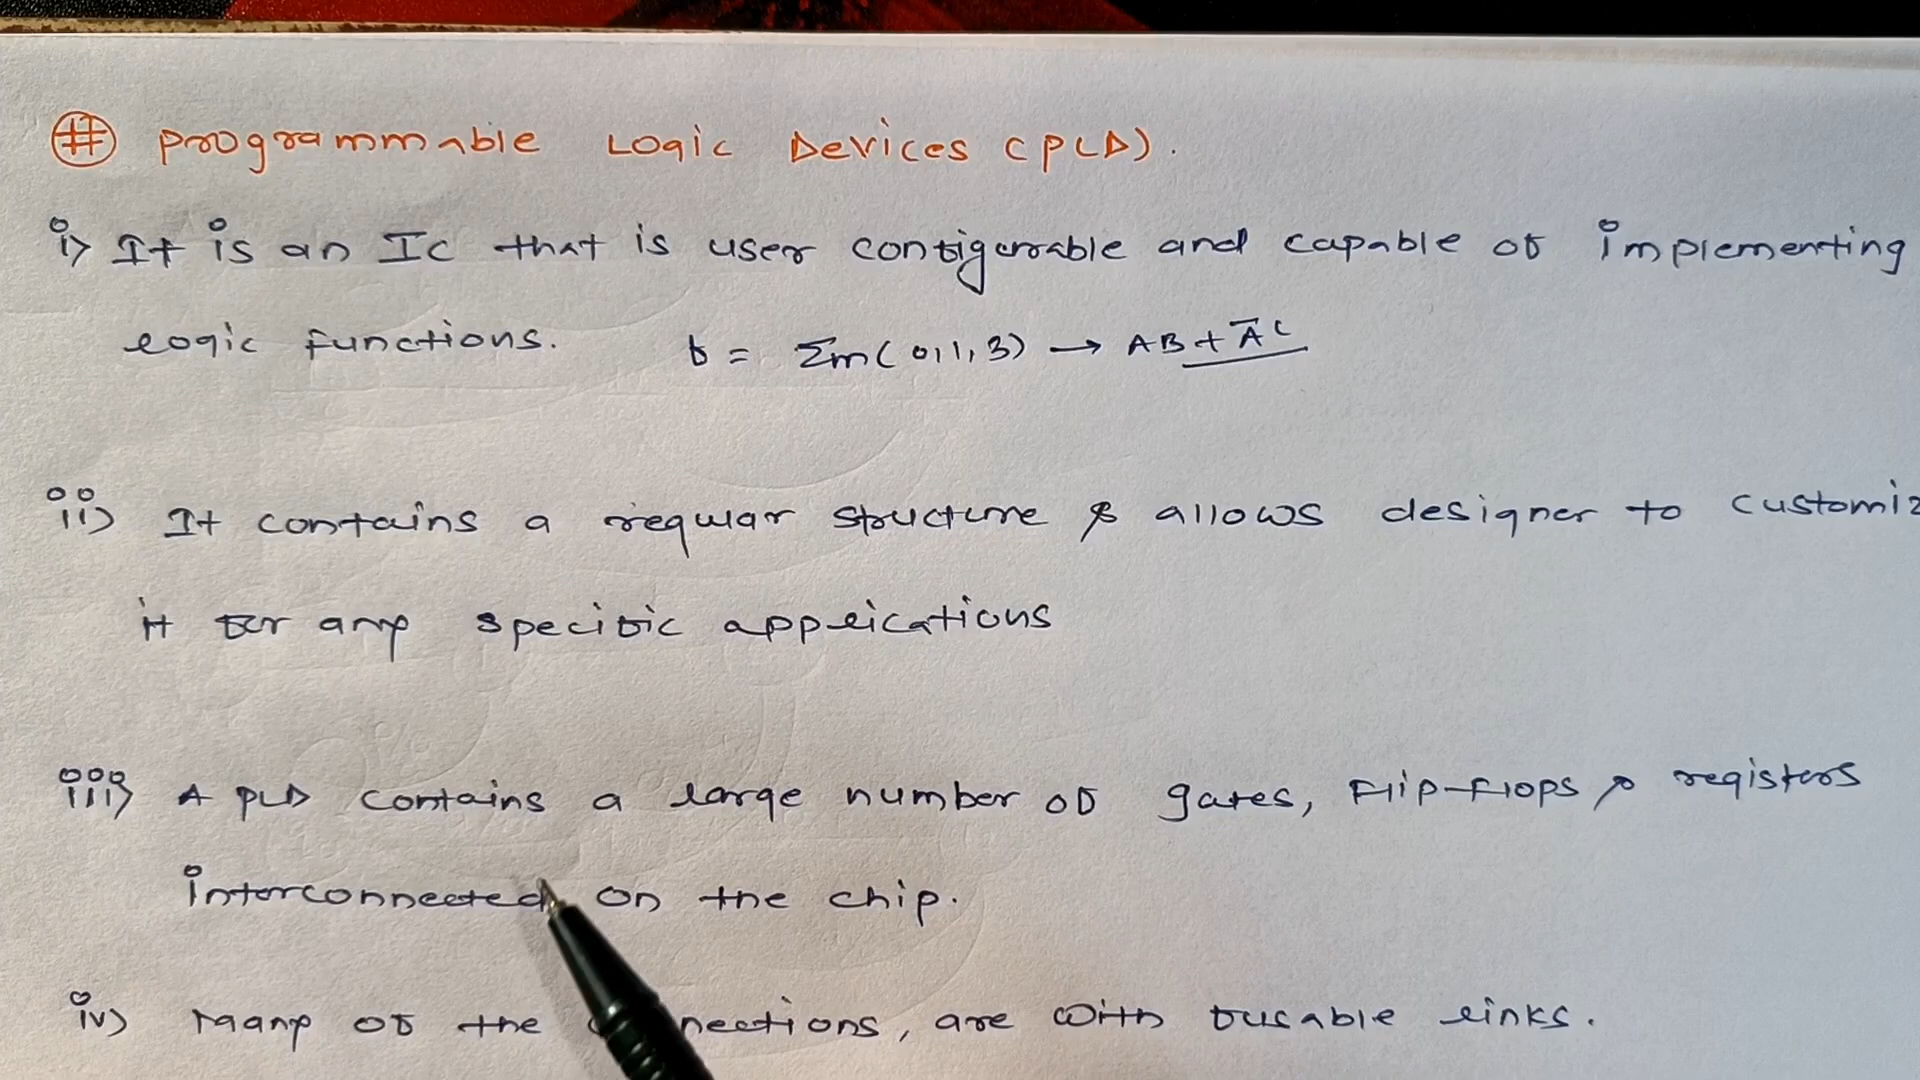 # Programmable Logic Devices (PLD).
i) It is an IC that is user configurable and capable of implementing
logic functions. f = Σm(0,1,3) → AB + A̅C
ii) It contains a regular structure & allows designer to customiz
it for any specific applications
iii) A PLD contains a large number of gates, Flip-Flops & registers
interconnected on the chip.
iv) Many of the nections, are with fusable links.